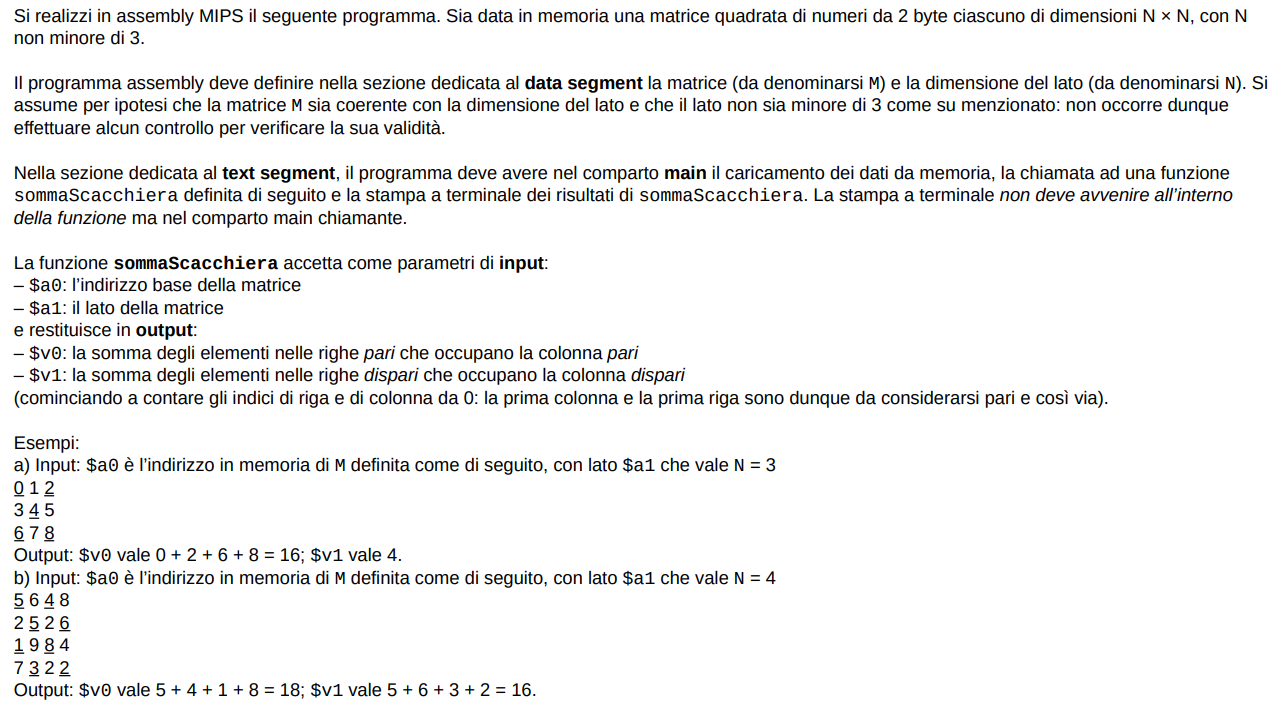 Si realizzi in assembly MIPS il seguente programma. Sia data in memoria una matrice quadrata di numeri da 2 byte ciascuno di dimensioni N × N, con N
non minore di 3.
Il programma assembly deve definire nella sezione dedicata al data segment la matrice (da denominarsi M) e la dimensione del lato (da denominarsi N). Si
assume per ipotesi che la matrice M sia coerente con la dimensione del lato e che il lato non sia minore di 3 come su menzionato: non occorre dunque
effettuare alcun controllo per verificare la sua validità.
Nella sezione dedicata al text segment, il programma deve avere nel comparto main il caricamento dei dati da memoria, la chiamata ad una funzione
sommaScacchiera definita di seguito e la stampa a terminale dei risultati di sommaScacchiera. La stampa a terminale non deve avvenire all’interno
della funzione ma nel comparto main chiamante.
La funzione sommaScacchiera accetta come parametri di input:
– $a0: l’indirizzo base della matrice
– $a1: il lato della matrice
e restituisce in output:
– $v0: la somma degli elementi nelle righe pari che occupano la colonna pari
– $v1: la somma degli elementi nelle righe dispari che occupano la colonna dispari
(cominciando a contare gli indici di riga e di colonna da 0: la prima colonna e la prima riga sono dunque da considerarsi pari e così via).
Esempi:
a) Input: $a0 è l’indirizzo in memoria di M definita come di seguito, con lato $a1 che vale N = 3
0 1 2
3 4 5
6 7 8
Output: $v0 vale 0 + 2 + 6 + 8 = 16; $v1 vale 4.
b) Input: $a0 è l’indirizzo in memoria di M definita come di seguito, con lato $a1 che vale N = 4
5 6 4 8
2 5 2 6
1 9 8 4
7 3 2 2
Output: $v0 vale 5 + 4 + 1 + 8 = 18; $v1 vale 5 + 6 + 3 + 2 = 16.